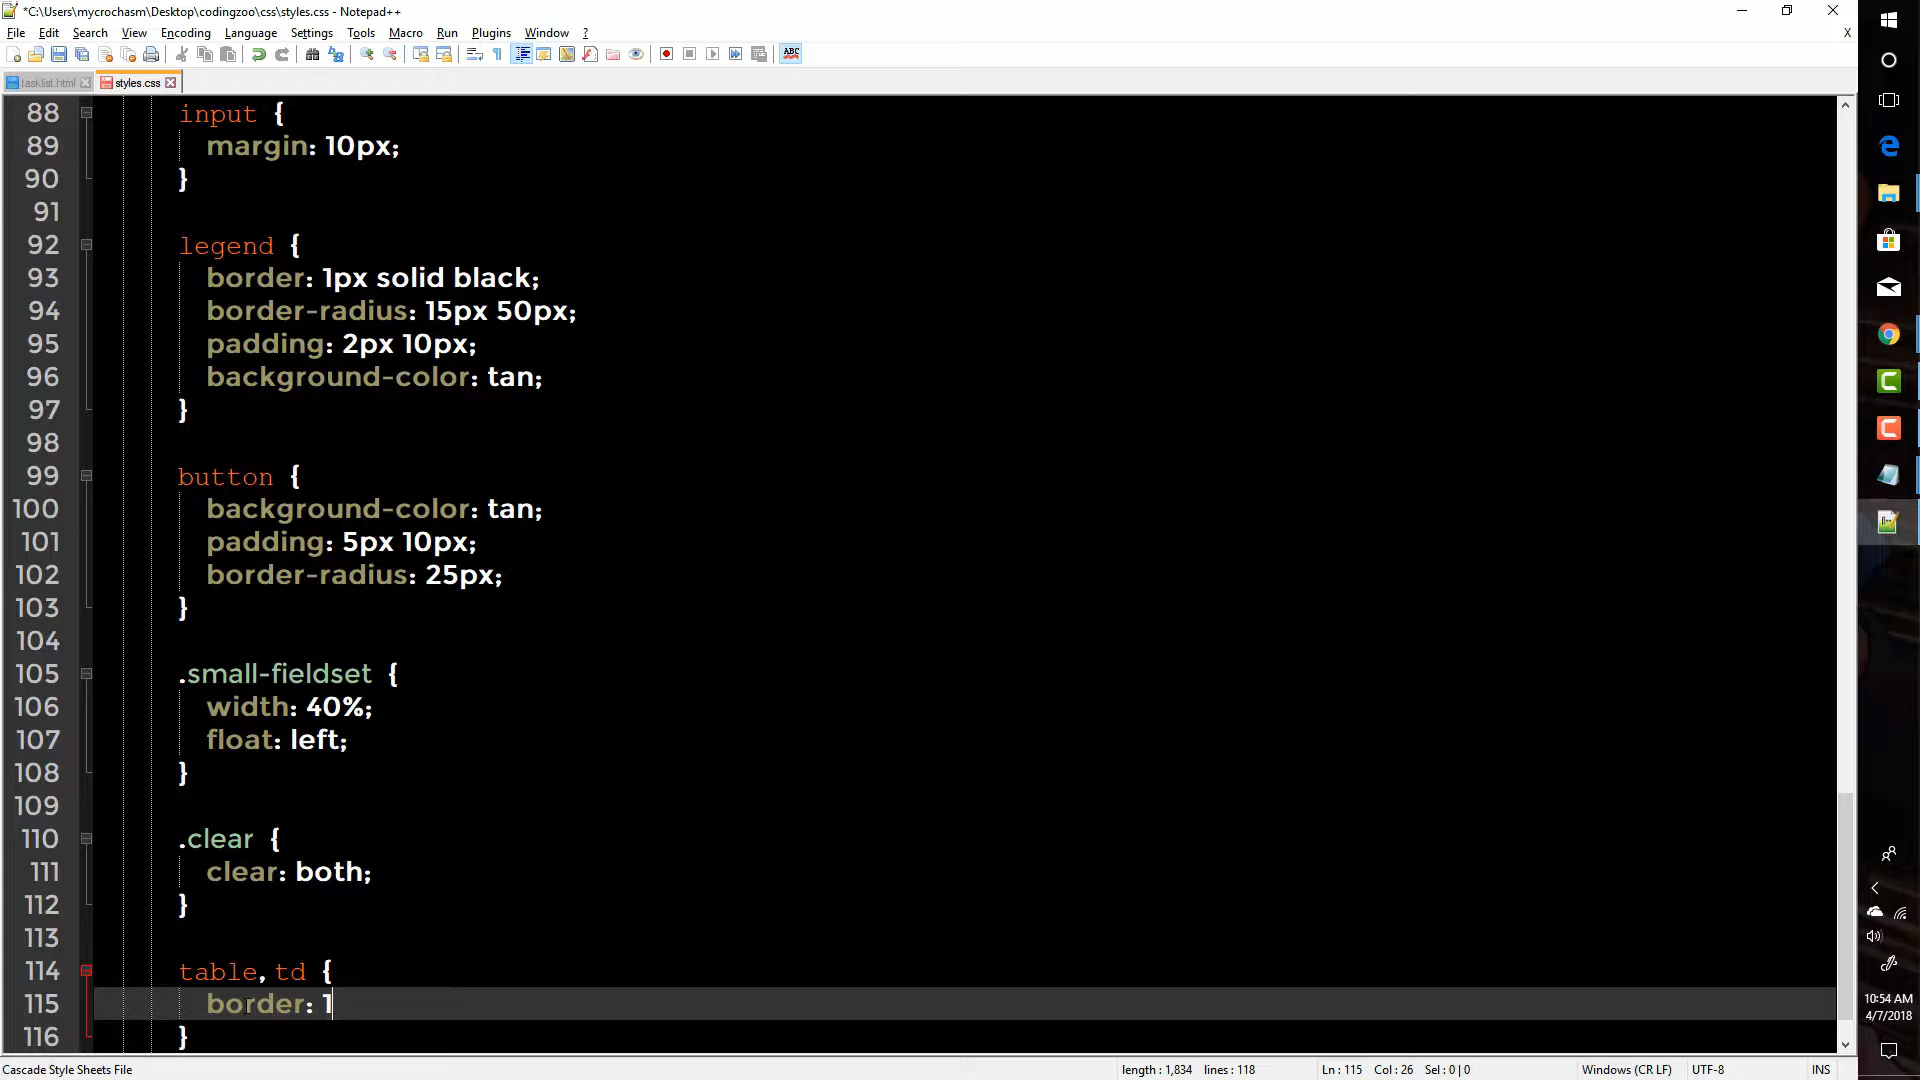 *C:\Users\mycrochasm\Desktop\codingzoo\css\styles.css - Notepad++
File Edit Search View Encoding Language Settings Tools Macro Run Plugins Window ? X
ABC
tasklist.html styles.css
88 input {
89 margin: 10px;
90 }
91
92 legend {
93 border: 1px solid black;
94 border-radius: 15px 50px;
95 padding: 2px 10px;
96 background-color: tan;
97 }
98
99 button {
100 background-color: tan;
101 padding: 5px 10px;
102 border-radius: 25px;
103 }
104
105 .small-fieldset {
106 width: 40%;
107 float: left;
108 }
109
110 .clear {
111 clear: both;
112 }
113
114 table, td {
115 border: 1
116 }
10:54 AM
4/7/2018
Cascade Style Sheets File length : 1,834 lines : 118 Ln : 115 Col : 26 Sel : 0 | 0 Windows (CR LF) UTF-8 INS